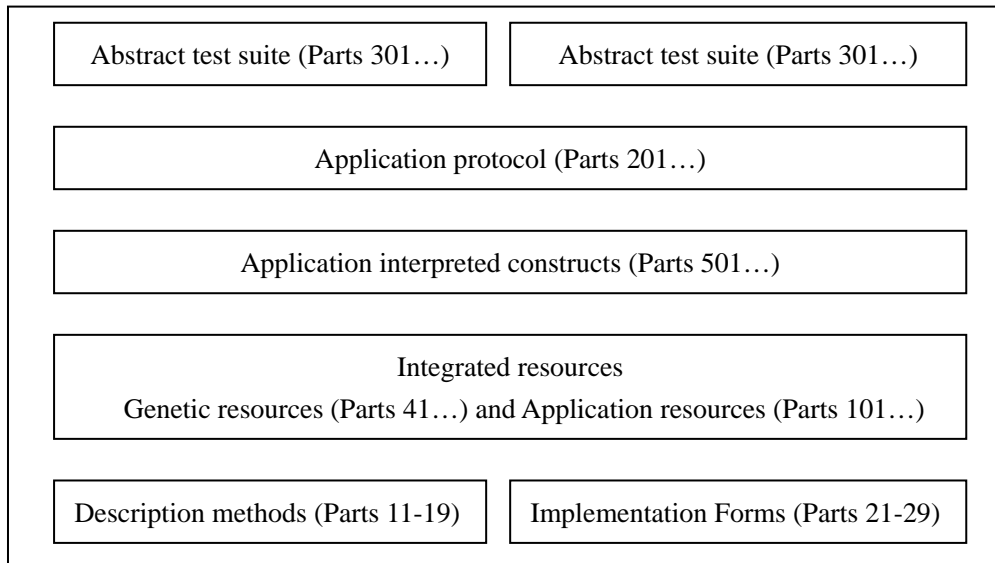 Abstract test suite (Parts 301…)
Abstract test suite (Parts 301…)
Application protocol (Parts 201…)
Application interpreted constructs (Parts 501…)
Integrated resources
Genetic resources (Parts 41…) and Application resources (Parts 101…)
Description methods (Parts 11-19)
Implementation Forms (Parts 21-29)